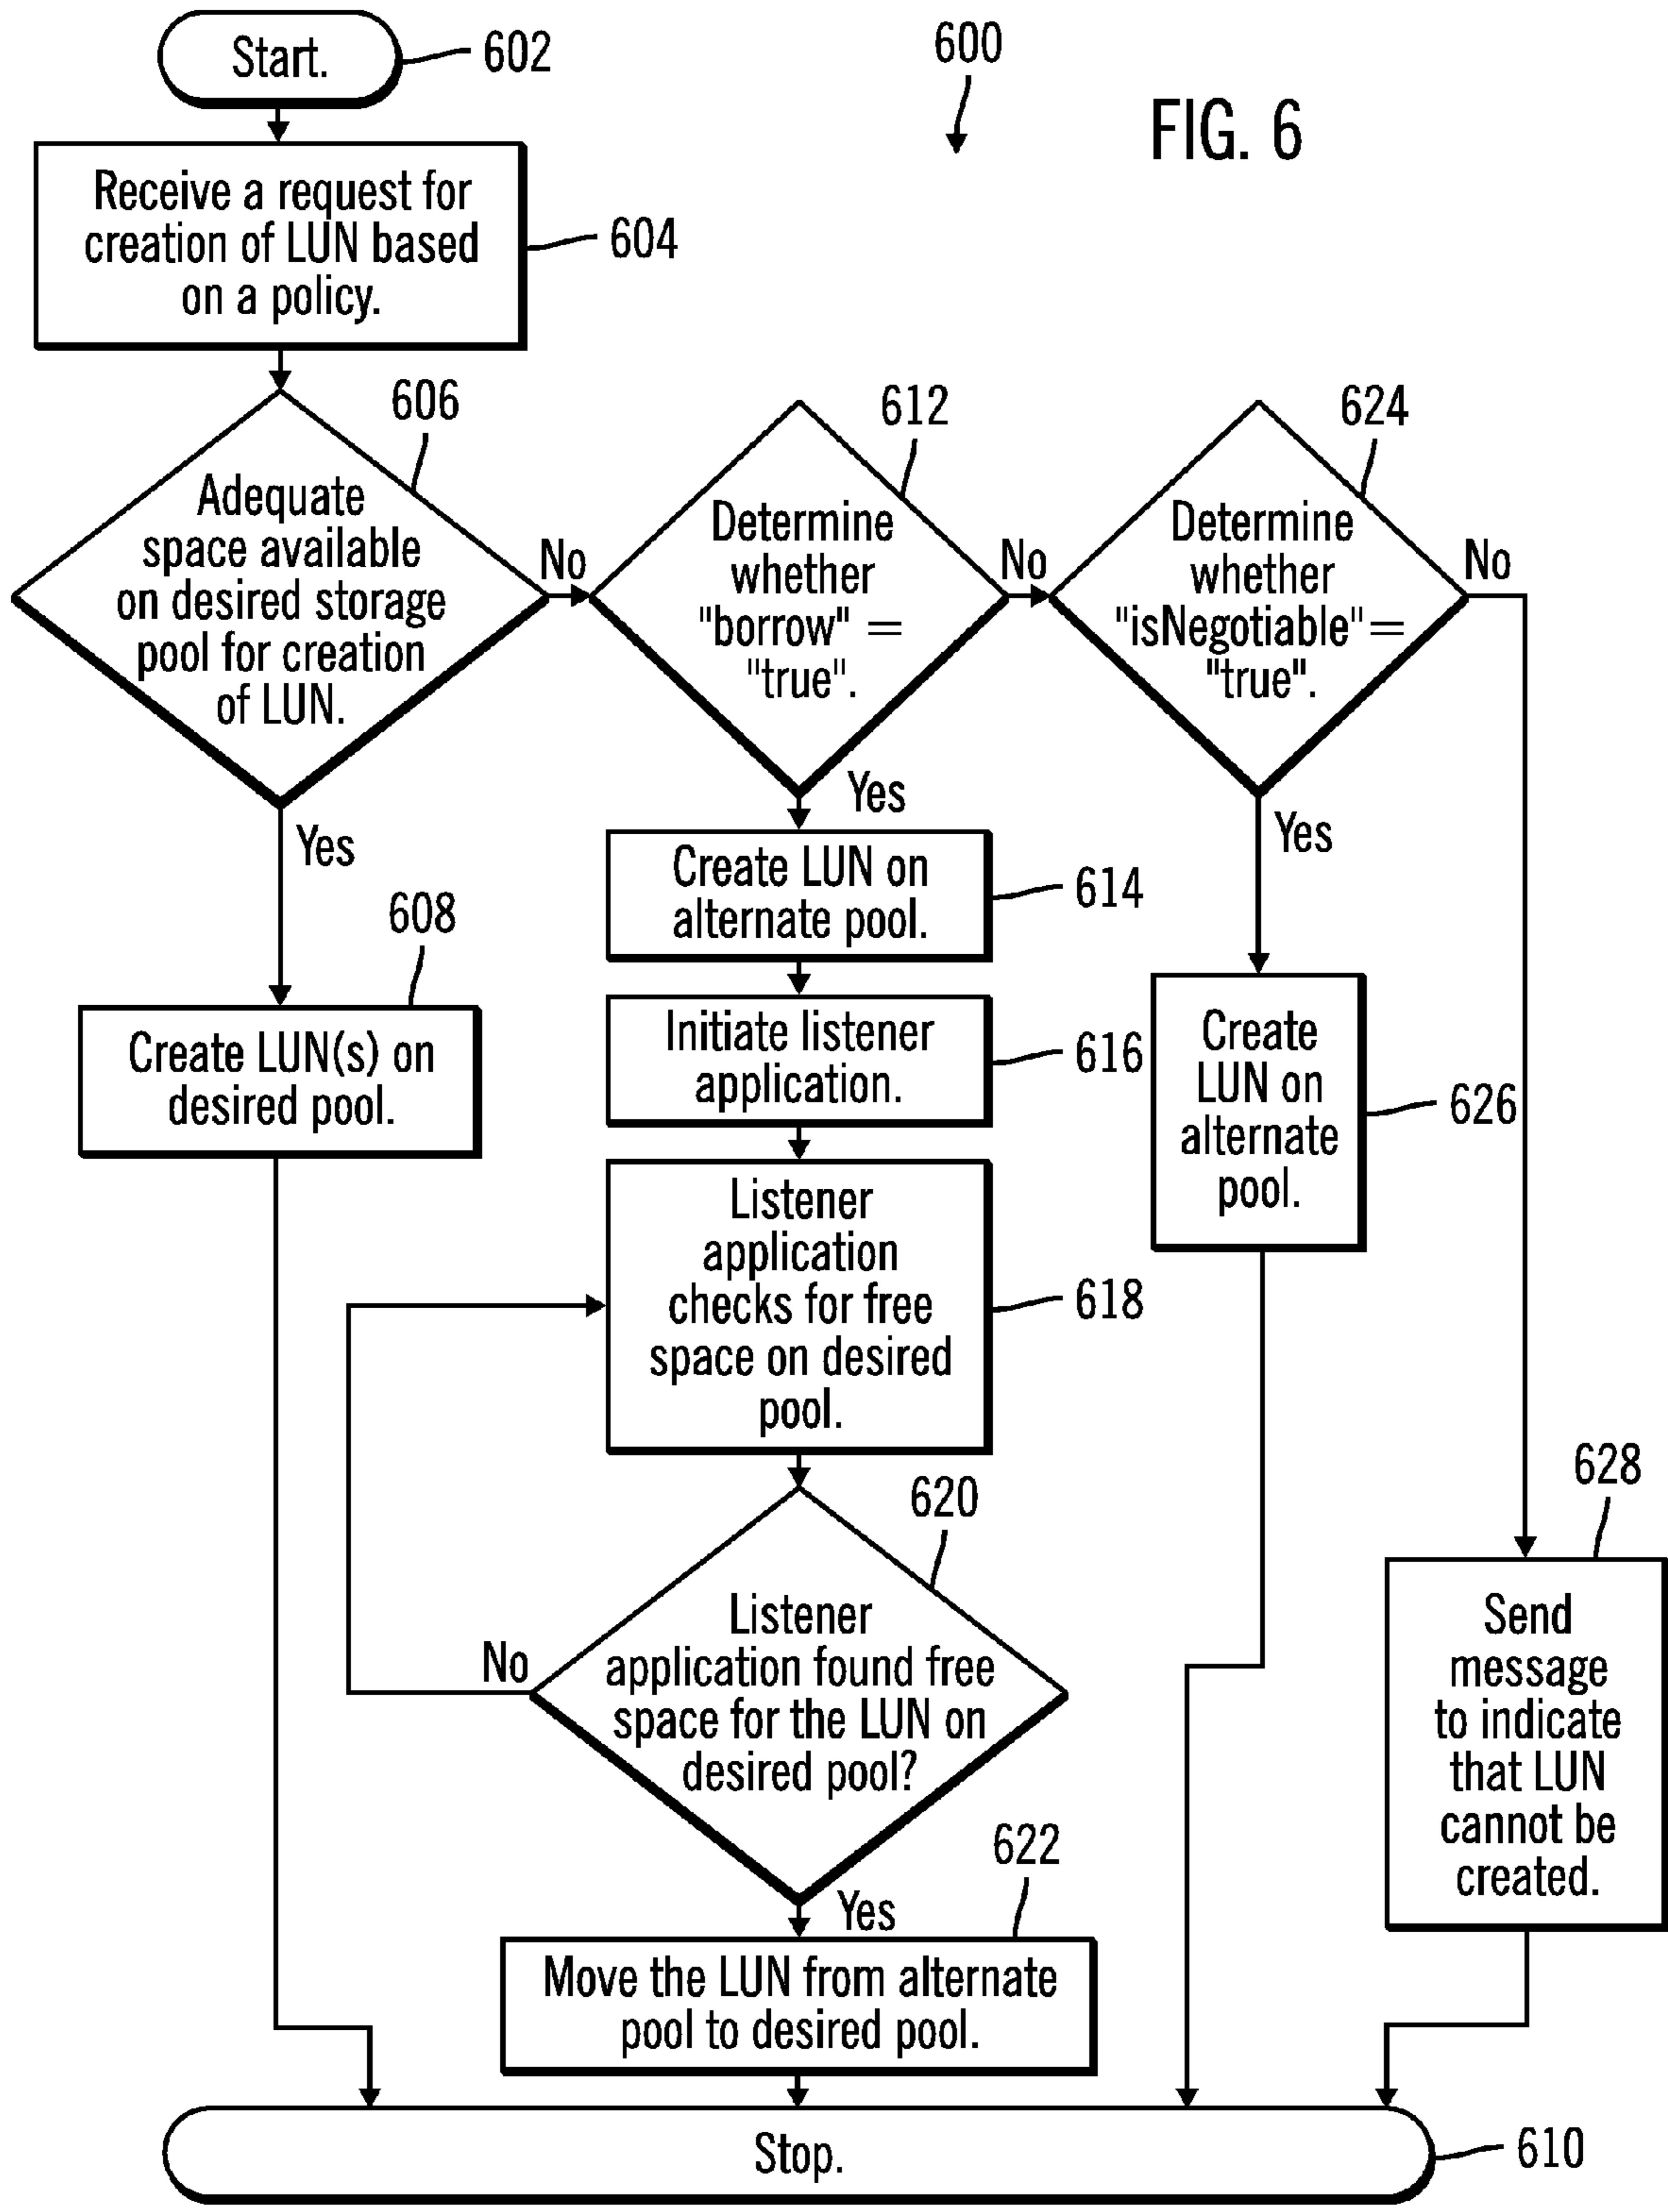 Start.
602
600
FIG. 6
Receive a request for
creation of LUN based
on a policy.
604
606
Adequate
space available
on desired storage
pool for creation
of LUN.
No
Yes
612
Determine
whether
"borrow" =
"true".
No
Yes
624
Determine
whether
"isNegotiable"=
"true".
No
Yes
608
Create LUN(s) on
desired pool.
Create LUN on
alternate pool.
614
Initiate listener
application.
616
Listener
application
checks for free
space on desired
pool.
618
620
Listener
application found free
space for the LUN on
desired pool?
No
Yes
622
Move the LUN from alternate
pool to desired pool.
Create
LUN on
alternate
pool.
626
628
Send
message
to indicate
that LUN
cannot be
created.
Stop.
610